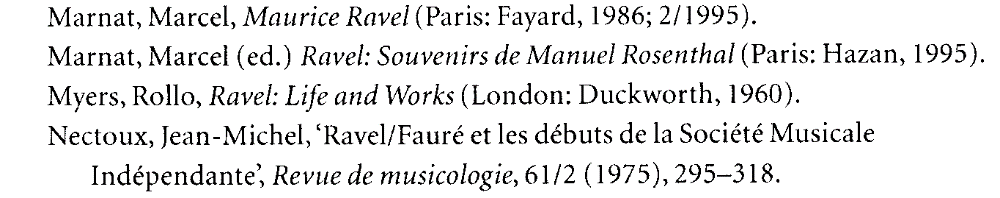 Marnat, Marcel, Maurice Ravel (Paris: Fayard, 1986; 2/1995).
Marnat, Marcel (ed.) Ravel: Souvenirs de Manuel Rosenthal (Paris: Hazan, 1995).
Myers, Rollo, Ravel: Life and Works (London: Duckworth, 1960).
Nectoux, Jean-Michel, ‘Ravel/Fauré et les débuts de la Société Musicale
Indépendante’, Revue de musicologie, 61/2 (1975), 295–318.